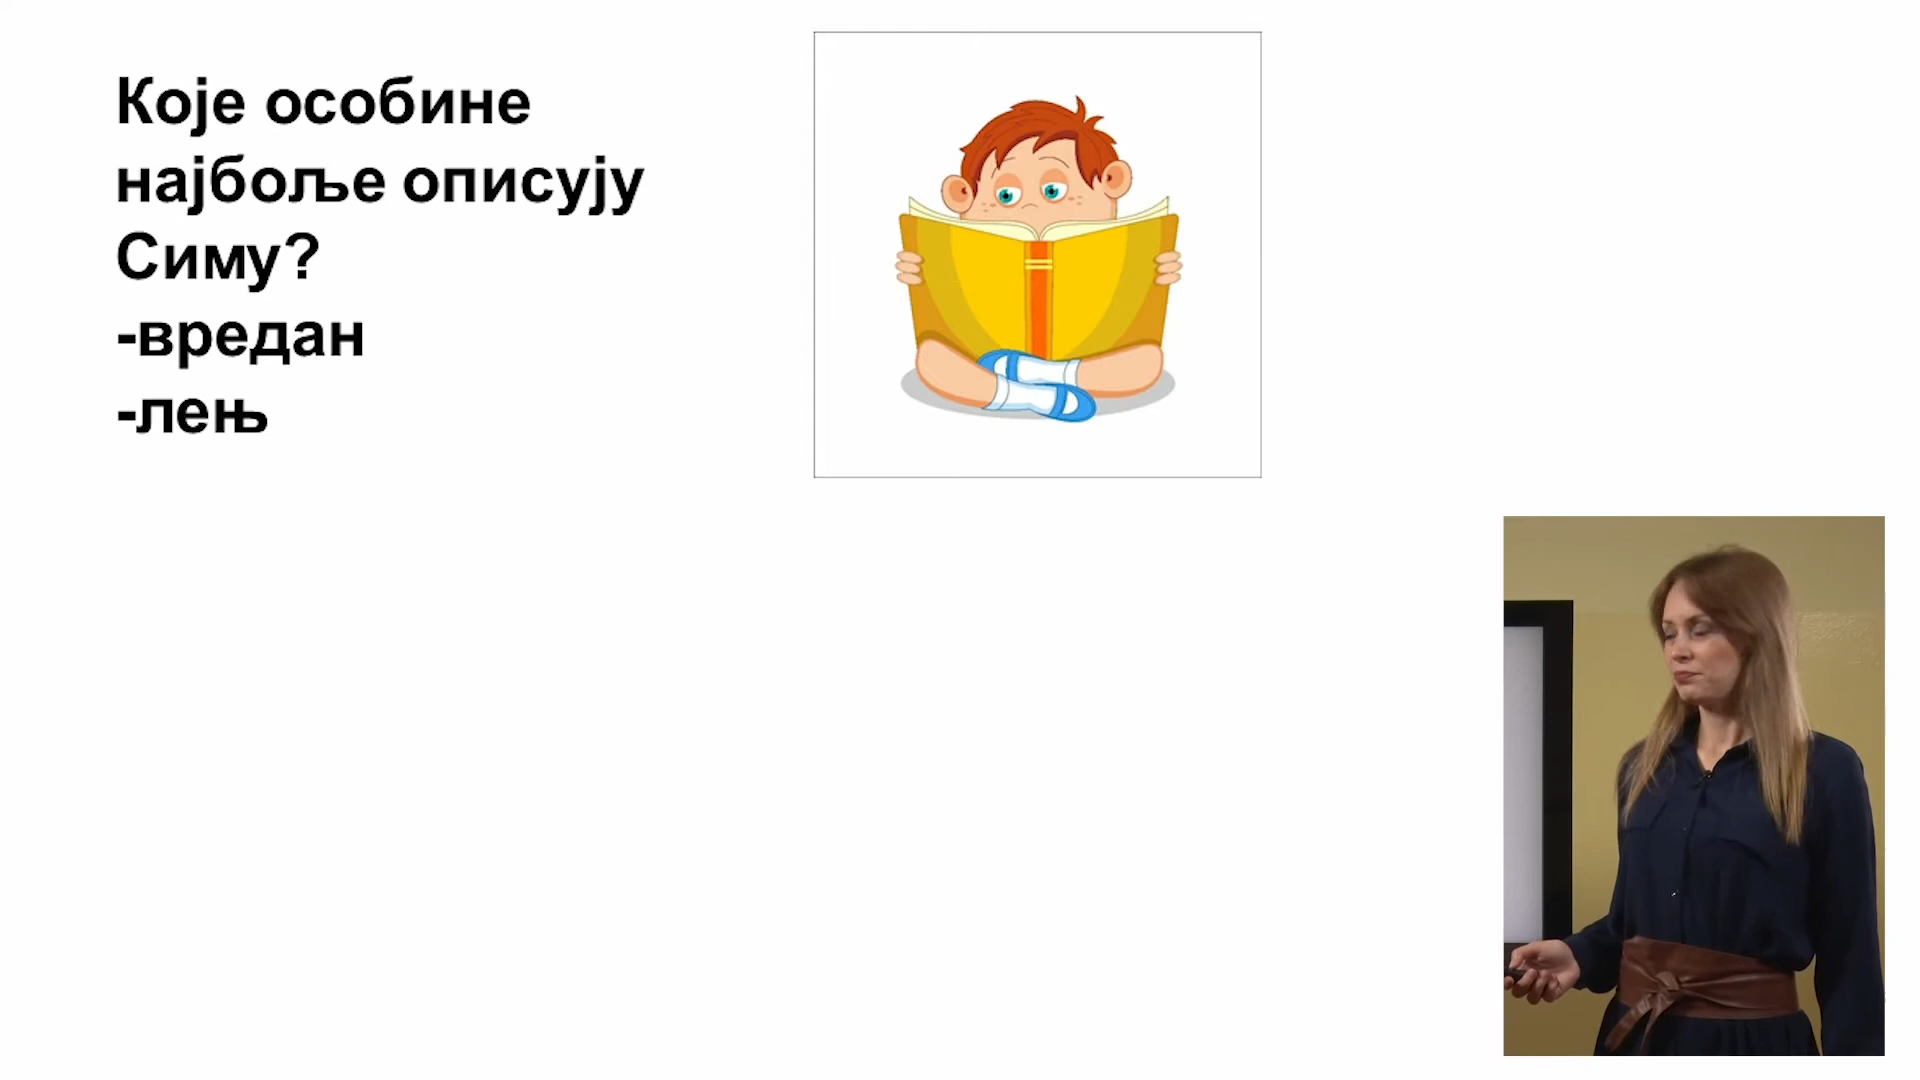 Које особине
најбоље описују
Симу?
-вредан
-лењ